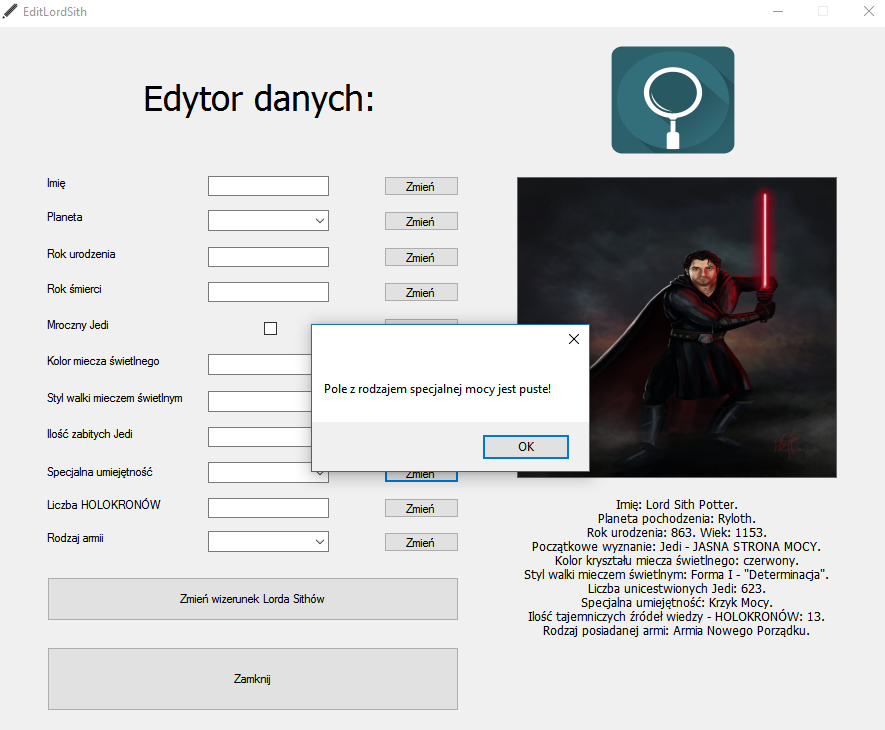 EditLordSith
Edytor danych:
Imię
Zmień
Planeta
Zmień
Rok urodzenia
Zmień
Rok śmierci
Zmień
Mroczny Jedi
Kolor miecza świetlnego
Styl walki mieczem świetlnym
Ilość zabitych Jedi
Specjalna umiejętność
Zmień
Liczba HOLOKRONÓW
Zmień
Rodzaj armii
Zmień
Zmień wizerunek Lorda Sithów
Zamknij
Pole z rodzajem specjalnej mocy jest puste!
OK
Imię: Lord Sith Potter.
Planeta pochodzenia: Ryloth.
Rok urodzenia: 863. Wiek: 1153.
Początkowe wyznanie: Jedi - JASNA STRONA MOCY.
Kolor kryształu miecza świetlnego: czerwony.
Styl walki mieczem świetlnym: Forma I - "Determinacja".
Liczba unicestwionych Jedi: 623.
Specjalna umiejętność: Krzyk Mocy.
Ilość tajemniczych źródeł wiedzy - HOLOKRONÓW: 13.
Rodzaj posiadanej armi: Armia Nowego Porządku.